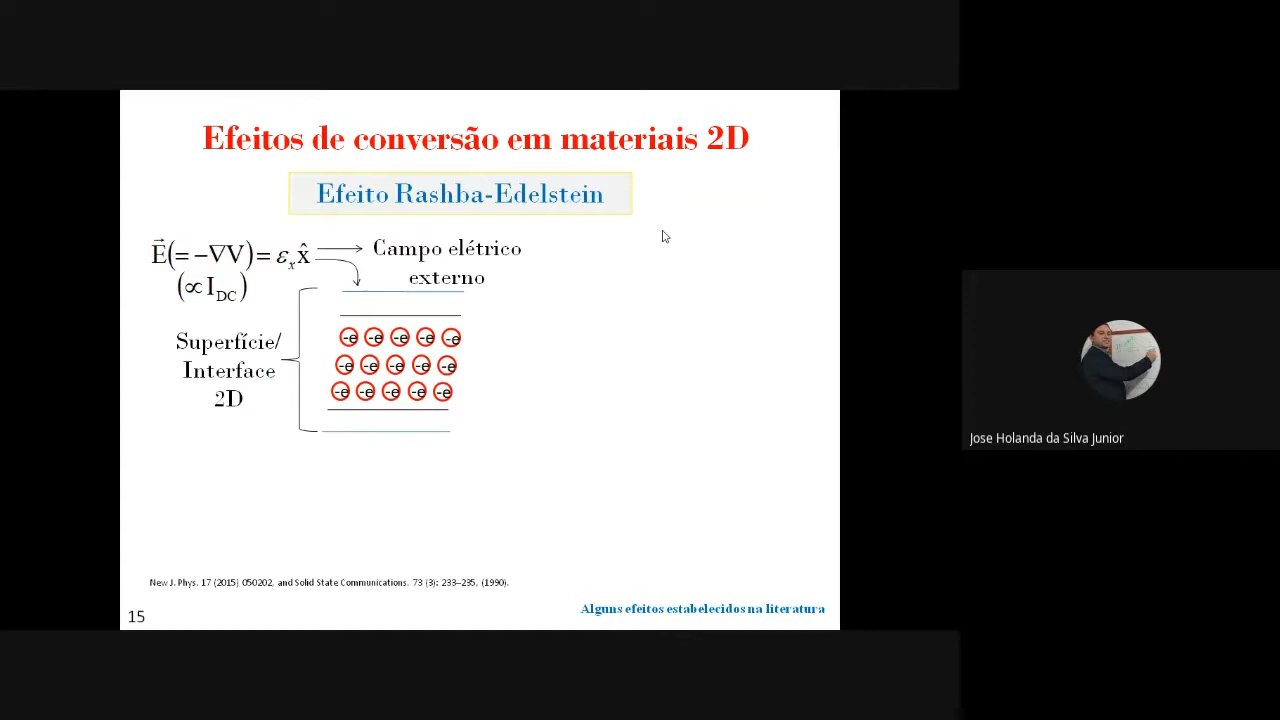 Efeitos de conversão em materiais 2D
Efeito Rashba-Edelstein
E⃗(= −∇V) = εₓ x̂
(∝ I_DC)
Campo elétrico
externo
Superfície/
Interface
2D
-e -e -e -e -e
-e -e -e -e -e
-e -e -e -e -e
Jose Holanda da Silva Junior
New J. Phys. 17 (2015) 050202, and Solid State Communications. 73 (3): 233–235, (1990).
Alguns efeitos estabelecidos na literatura
15